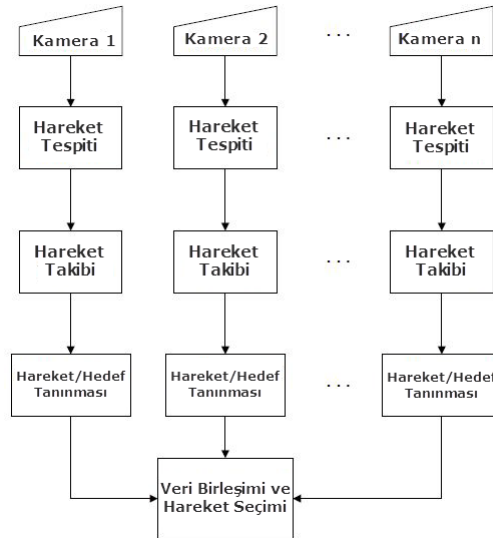 Kamera 1
Kamera 2
...
Kamera n
Hareket
Tespiti
Hareket
Tespiti
...
Hareket
Tespiti
Hareket
Takibi
Hareket
Takibi
...
Hareket
Takibi
Hareket/Hedef
Tanınması
Hareket/Hedef
Tanınması
...
Hareket/Hedef
Tanınması
Veri Birleşimi ve
Hareket Seçimi